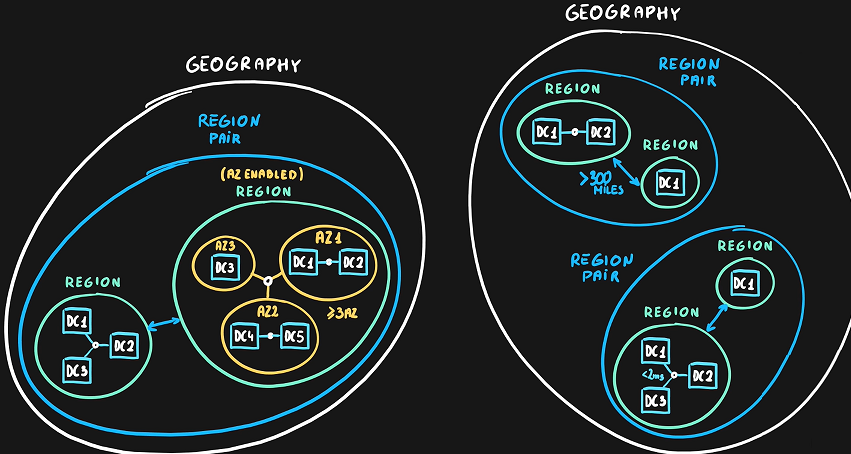 GEOGRAPHY
REGION
PAIR
(AZ ENABLED)
REGION
AZ3
DC3
AZ1
DC1
DC2
AZ2
DC4
DC5
≥3AZ
REGION
DC1
DC2
DC3
GEOGRAPHY
REGION
PAIR
REGION
DC1
DC2
REGION
DC1
>300
MILES
REGION
PAIR
REGION
DC1
REGION
DC1
<2ms
DC2
DC3